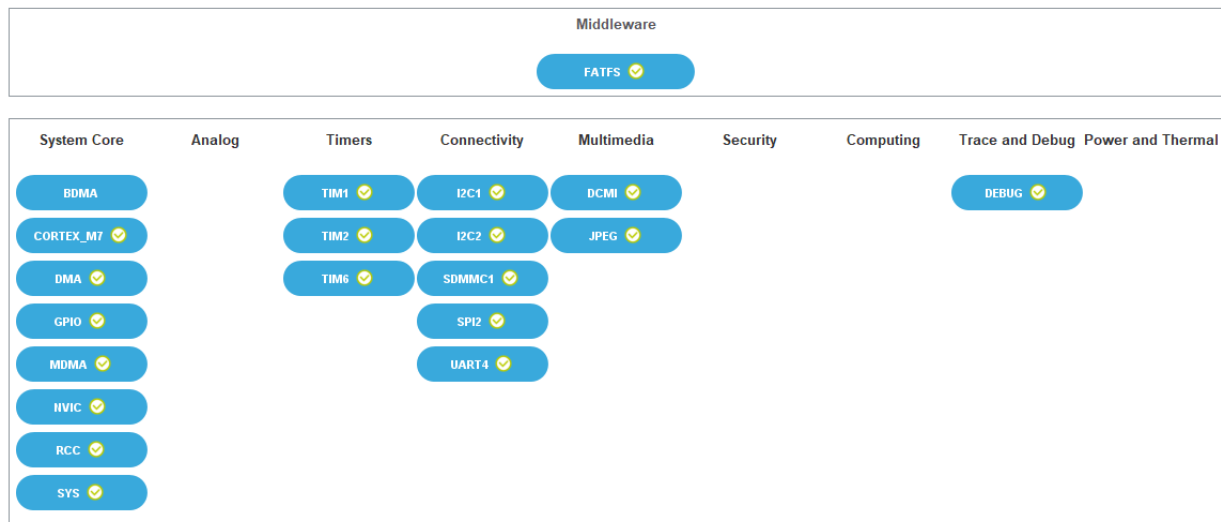 Middleware
FATFS
System Core Analog Timers Connectivity Multimedia Security Computing Trace and Debug Power and Thermal
BDMA TIM1 I2C1 DCMI DEBUG
CORTEX_M7 TIM2 I2C2 JPEG
DMA TIM6 SDMMC1
GPIO SPI2
MDMA UART4
NVIC
RCC
SYS